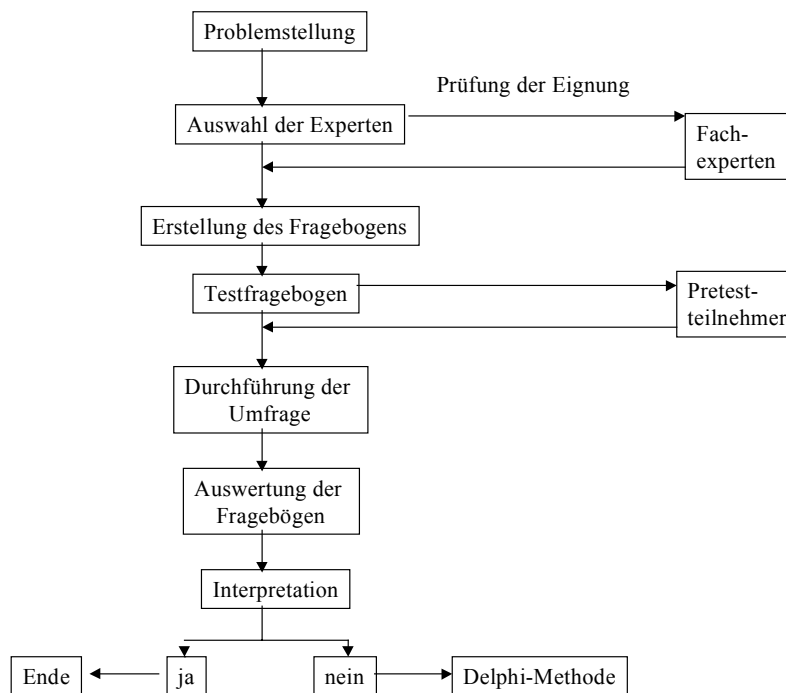 Problemstellung
Prüfung der Eignung
Auswahl der Experten
Fach-
experten
Erstellung des Fragebogens
Testfragebogen
Pretest-
teilnehmer
Durchführung der
Umfrage
Auswertung der
Fragebögen
Interpretation
Ende
ja
nein
Delphi-Methode